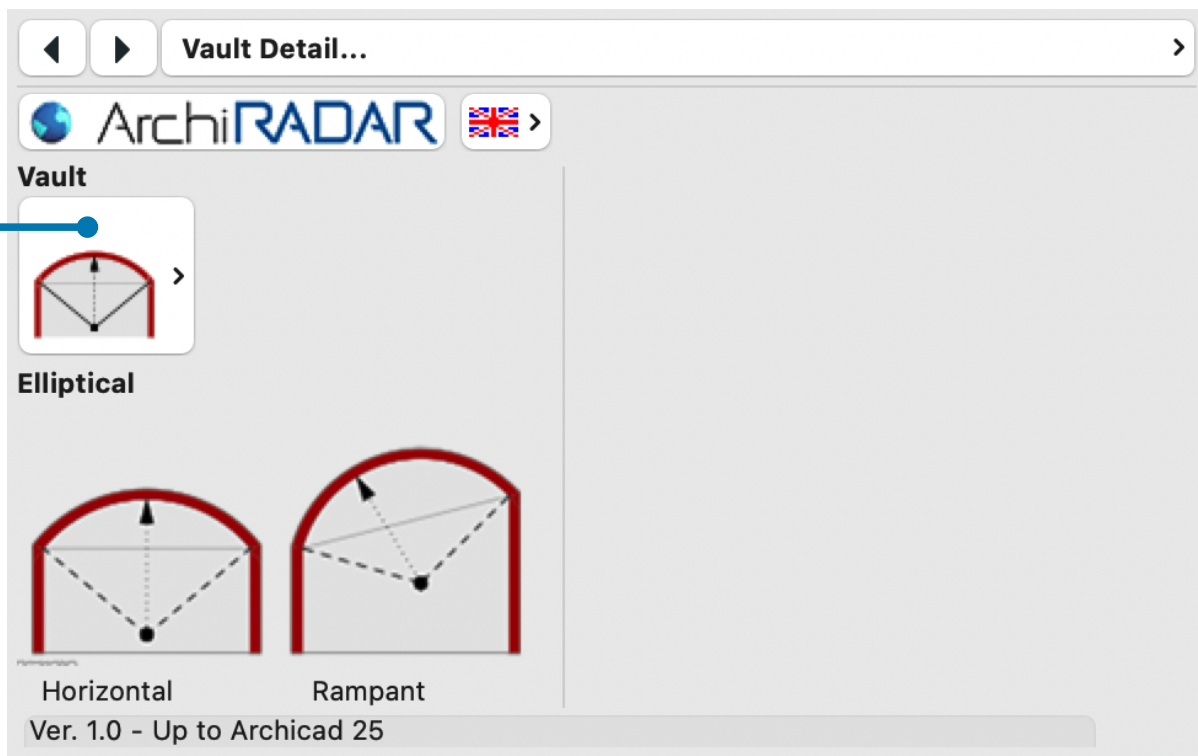 Vault Detail...
ArchiRADAR
Vault
Elliptical
Horizontal Rampant
Ver. 1.0 - Up to Archicad 25